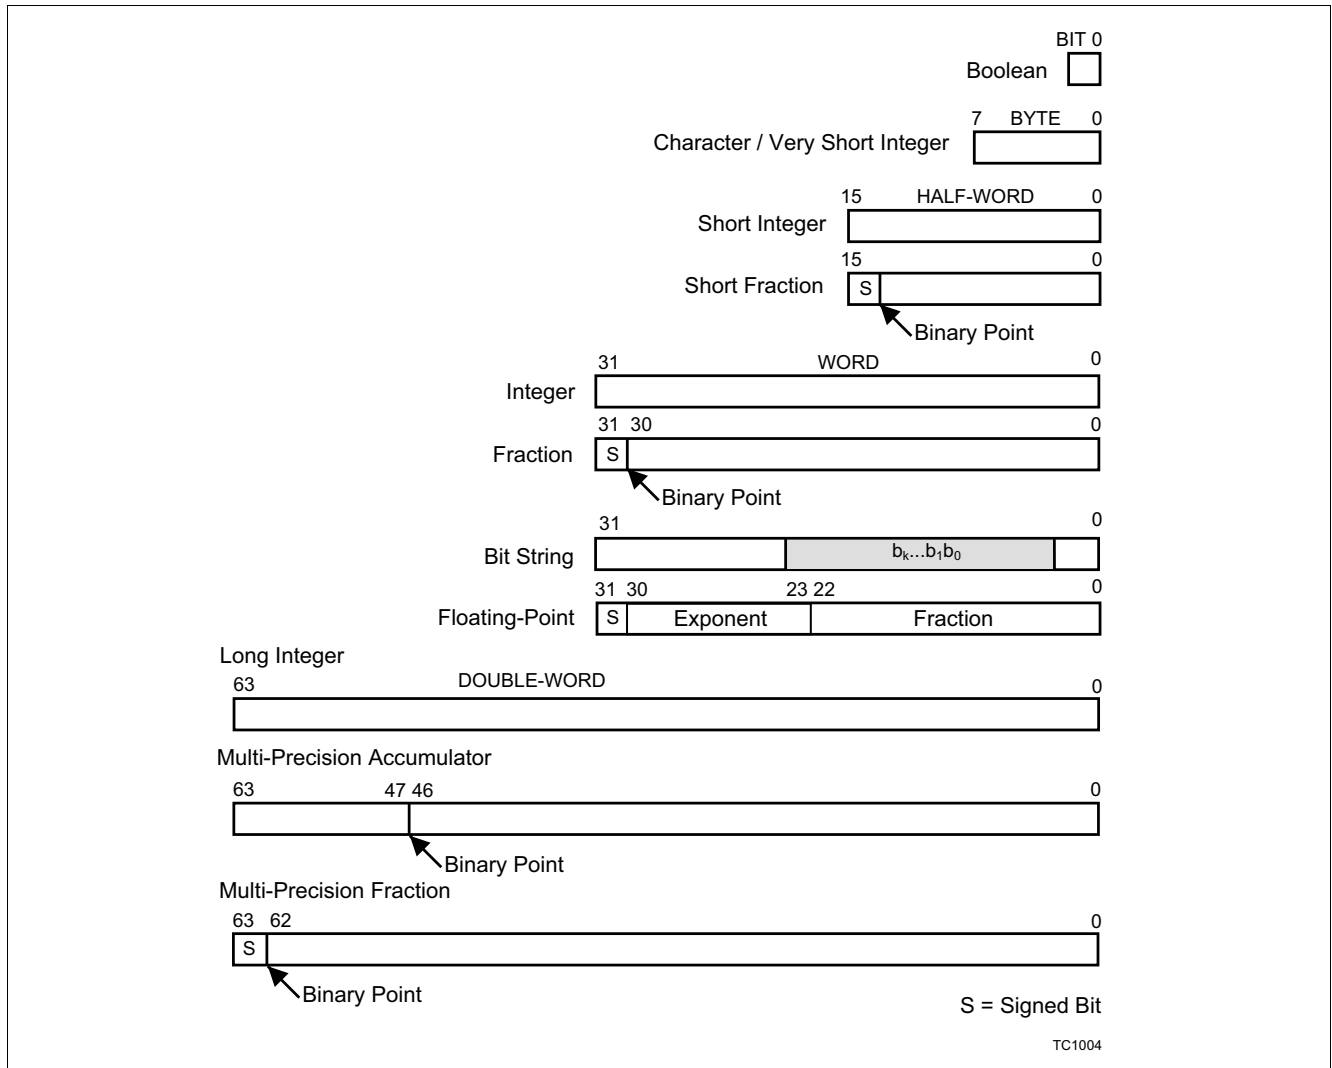 BIT 0
Boolean
7 BYTE 0
Character / Very Short Integer
15 HALF-WORD 0
Short Integer
15 0
Short Fraction S
Binary Point
31 WORD 0
Integer
31 30 0
Fraction S
Binary Point
31 0
Bit String bk...b1b0
31 30 23 22 0
Floating-Point S Exponent Fraction
Long Integer
63 DOUBLE-WORD 0
Multi-Precision Accumulator
63 47 46 0
Binary Point
Multi-Precision Fraction
63 62 0
S
Binary Point
S = Signed Bit
TC1004